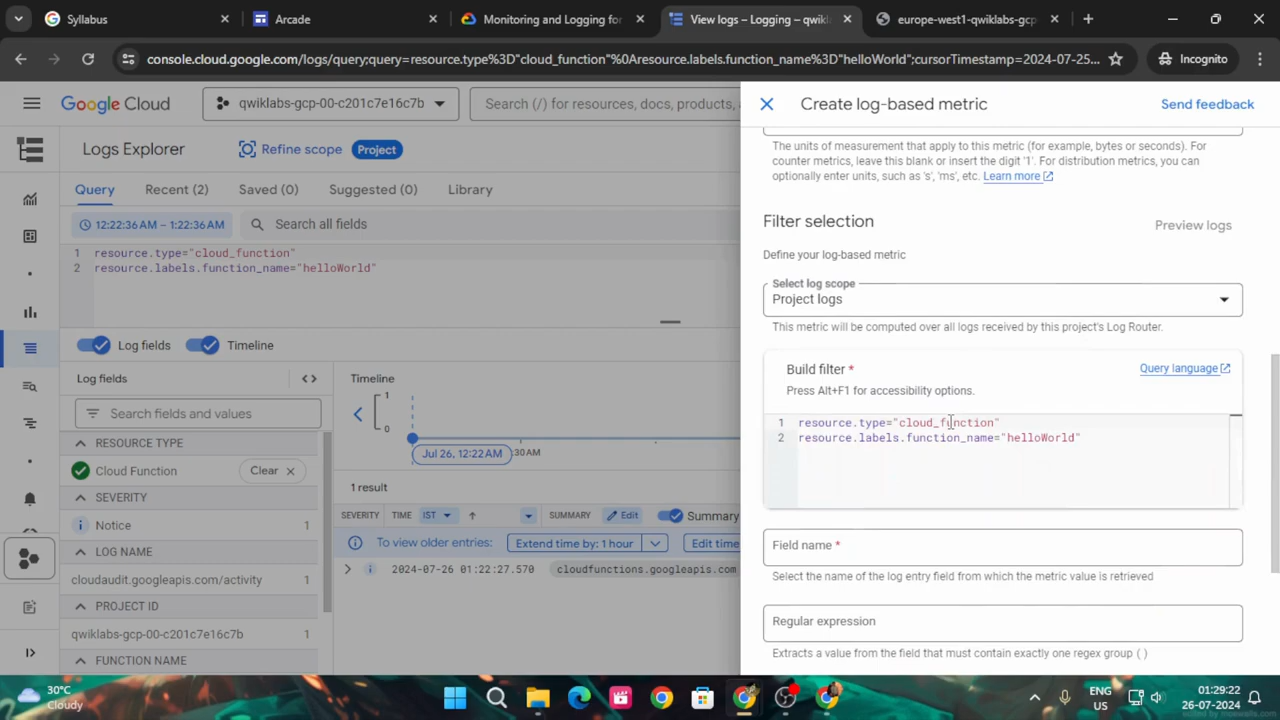 Syllabus
Arcade
Monitoring and Logging for
View logs – Logging – qwikl
europe-west1-qwiklabs-gcp
console.cloud.google.com/logs/query;query=resource.type%3D"cloud_function"%0Aresource.labels.function_name%3D"helloWorld";cursorTimestamp=2024-07-25...
Incognito
Google Cloud
qwiklabs-gcp-00-c201c7e16c7b
Search (/) for resources, docs, products,
Create log-based metric
Send feedback
Logs Explorer
Refine scope
Project
The units of measurement that apply to this metric (for example, bytes or seconds). For
counter metrics, leave this blank or insert the digit '1'. For distribution metrics, you can
optionally enter units, such as 's', 'ms', etc. Learn more
Query
Recent (2)
Saved (0)
Suggested (0)
Library
12:22:36 AM – 1:22:36 AM
Search all fields
1 resource.type="cloud_function"
2 resource.labels.function_name="helloWorld"
Filter selection
Preview logs
Define your log-based metric
Select log scope
Project logs
This metric will be computed over all logs received by this project's Log Router.
Log fields
Timeline
Build filter *
Query language
Press Alt+F1 for accessibility options.
1 resource.type="cloud_function"
2 resource.labels.function_name="helloWorld"
Log fields
Search fields and values
RESOURCE TYPE
Cloud Function
Clear
SEVERITY
Notice 1
LOG NAME
cloudaudit.googleapis.com/activity 1
PROJECT ID
qwiklabs-gcp-00-c201c7e16c7b 1
FUNCTION NAME
Timeline
1
0
Jul 26, 12:22 AM
:30 AM
1 result
SEVERITY
TIME
IST
SUMMARY
Edit
Summary
To view older entries:
Extend time by: 1 hour
Edit time
2024-07-26 01:22:27.570
cloudfunctions.googleapis.com
Field name *
Select the name of the log entry field from which the metric value is retrieved
Regular expression
Extracts a value from the field that must contain exactly one regex group ( )
30°C
Cloudy
ENG
US
01:29:22
26-07-2024